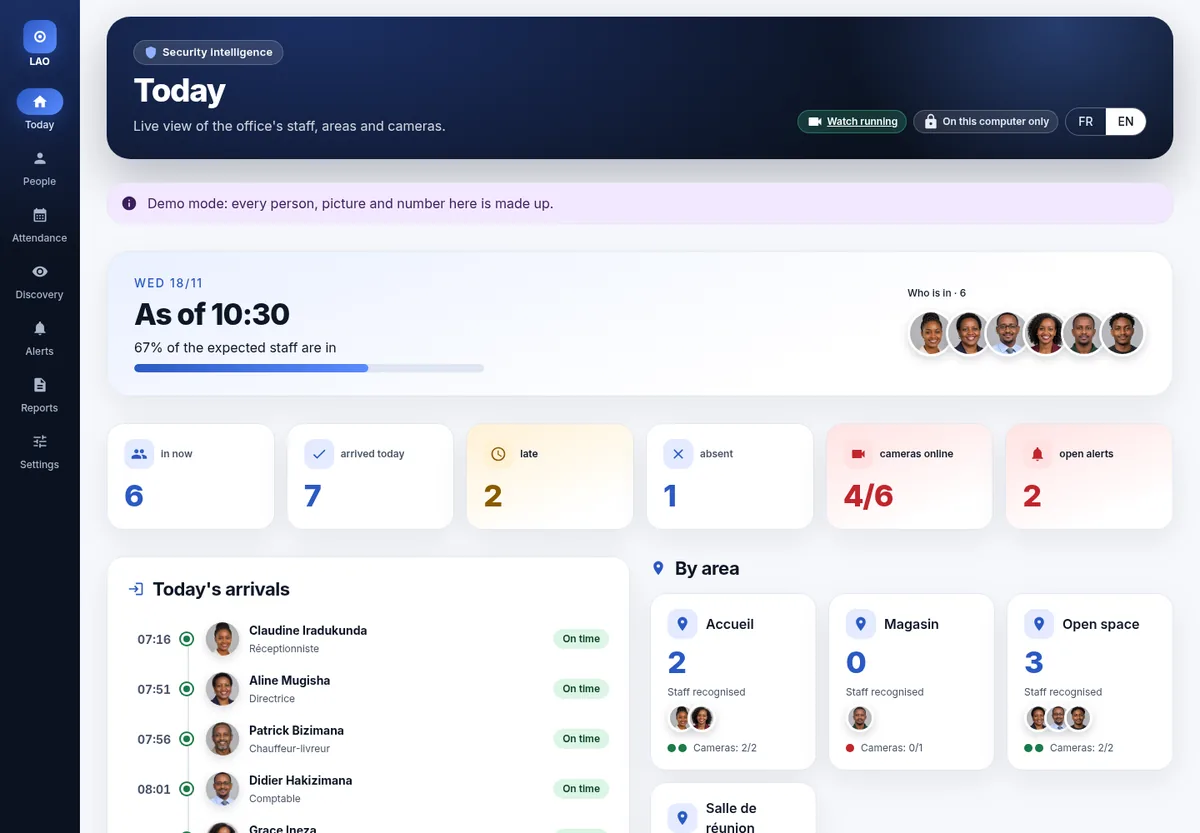 LAO
Today
People
Attendance
Discovery
Alerts
Reports
Settings
Security intelligence
Today
Live view of the office's staff, areas and cameras.
Watch running
On this computer only
FR
EN
Demo mode: every person, picture and number here is made up.
WED 18/11
As of 10:30
67% of the expected staff are in
Who is in · 6
in now
6
arrived today
7
late
2
absent
1
cameras online
4/6
open alerts
2
Today's arrivals
07:16
Claudine Iradukunda
Réceptionniste
On time
07:51
Aline Mugisha
Directrice
On time
07:56
Patrick Bizimana
Chauffeur-livreur
On time
08:01
Didier Hakizimana
Comptable
On time
Grace Ineza
By area
Accueil
2
Staff recognised
Cameras: 2/2
Magasin
0
Staff recognised
Cameras: 0/1
Open space
3
Staff recognised
Cameras: 2/2
Salle de
réunion